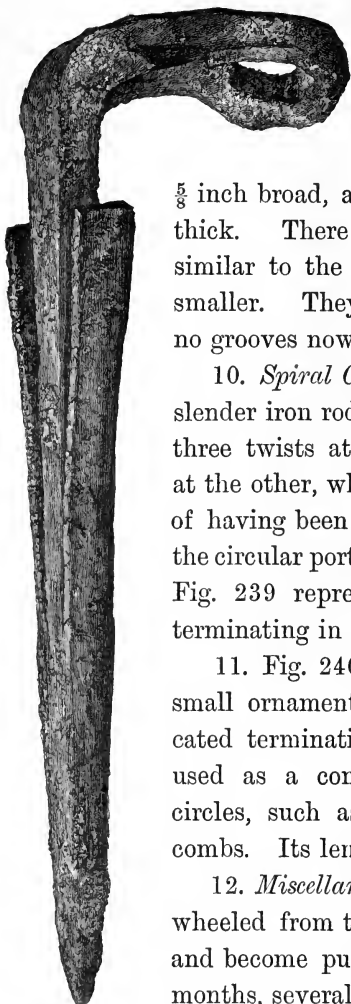 ⅝ inch broad, a
thick. There
similar to the
smaller. They
no grooves now
10. Spiral C
slender iron rod
three twists at
at the other, wh
of having been
the circular port
Fig. 239 repre
terminating in
11. Fig. 240
small ornament
cated terminati
used as a com
circles, such as
combs. Its len
12. Miscellan
wheeled from t
and become pu
months, several